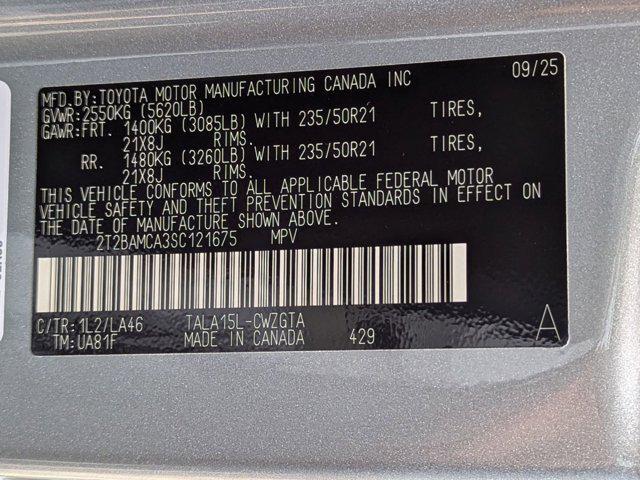 09/25
MFD.BY:TOYOTA MOTOR MANUFACTURING CANADA INC
GVWR:2550KG (5620LB)
GAWR:FRT. 1400KG (3085LB) WITH 235/50R21 TIRES,
21X8J RIMS.
RR. 1480KG (3260LB) WITH 235/50R21 TIRES,
21X8J RIMS.
THIS VEHICLE CONFORMS TO ALL APPLICABLE FEDERAL MOTOR
VEHICLE SAFETY AND THEFT PREVENTION STANDARDS IN EFFECT ON
THE DATE OF MANUFACTURE SHOWN ABOVE.
2T2BAMCA3SC121675 MPV
C/TR:1L2/LA46 TALA15L-CWZGTA A
TM:UA81F MADE IN CANADA 429